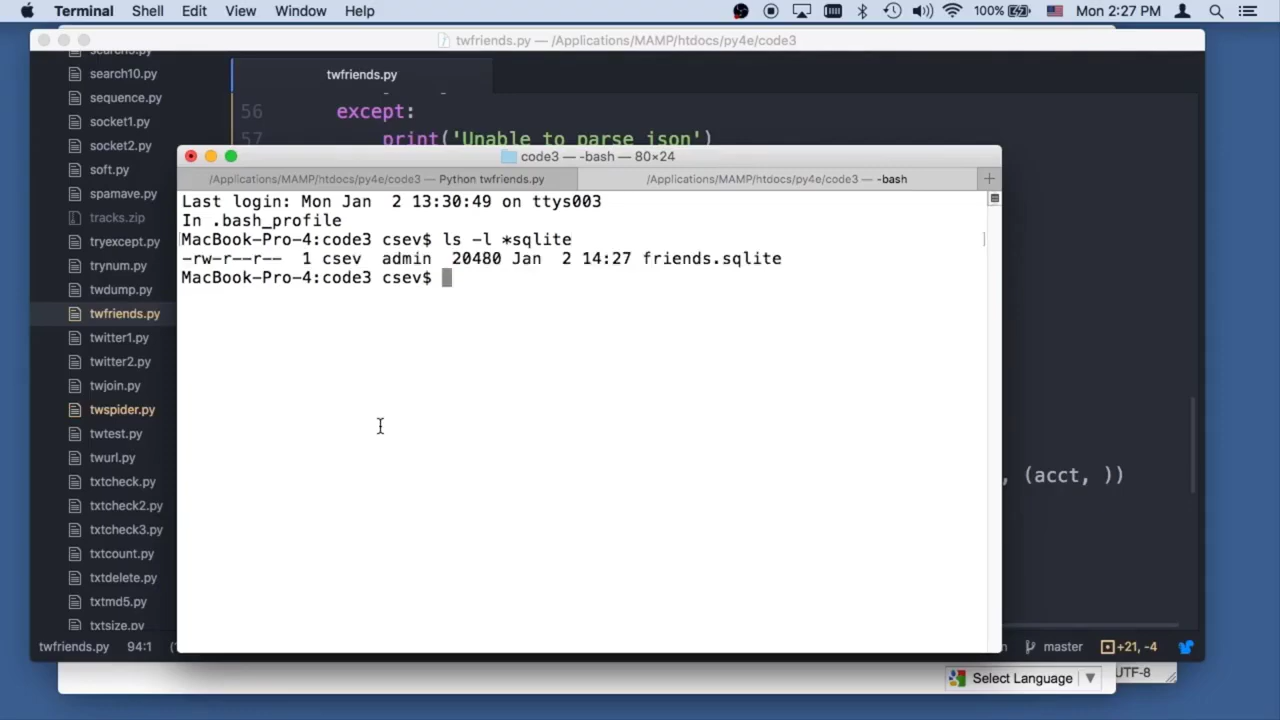 Terminal Shell Edit View Window Help 100% Mon 2:27 PM
twfriends.py — /Applications/MAMP/htdocs/py4e/code3
search10.py
sequence.py
socket1.py
socket2.py
soft.py
spamave.py
tracks.zip
tryexcept.py
trynum.py
twdump.py
twfriends.py
twitter1.py
twitter2.py
twjoin.py
twspider.py
twtest.py
twurl.py
txtcheck.py
txtcheck2.py
txtcheck3.py
txtcount.py
txtdelete.py
txtmd5.py
txtsize.py
twfriends.py
56 except:
57 print('Unable to parse json')
code3 — -bash — 80×24
/Applications/MAMP/htdocs/py4e/code3 — Python twfriends.py
/Applications/MAMP/htdocs/py4e/code3 — -bash
Last login: Mon Jan  2 13:30:49 on ttys003
In .bash_profile
MacBook-Pro-4:code3 csev$ ls -l *sqlite
-rw-r--r--  1 csev  admin  20480 Jan  2 14:27 friends.sqlite
MacBook-Pro-4:code3 csev$
, (acct, ))
twfriends.py 94:1 master +21, -4
Select Language ▼ UTF-8